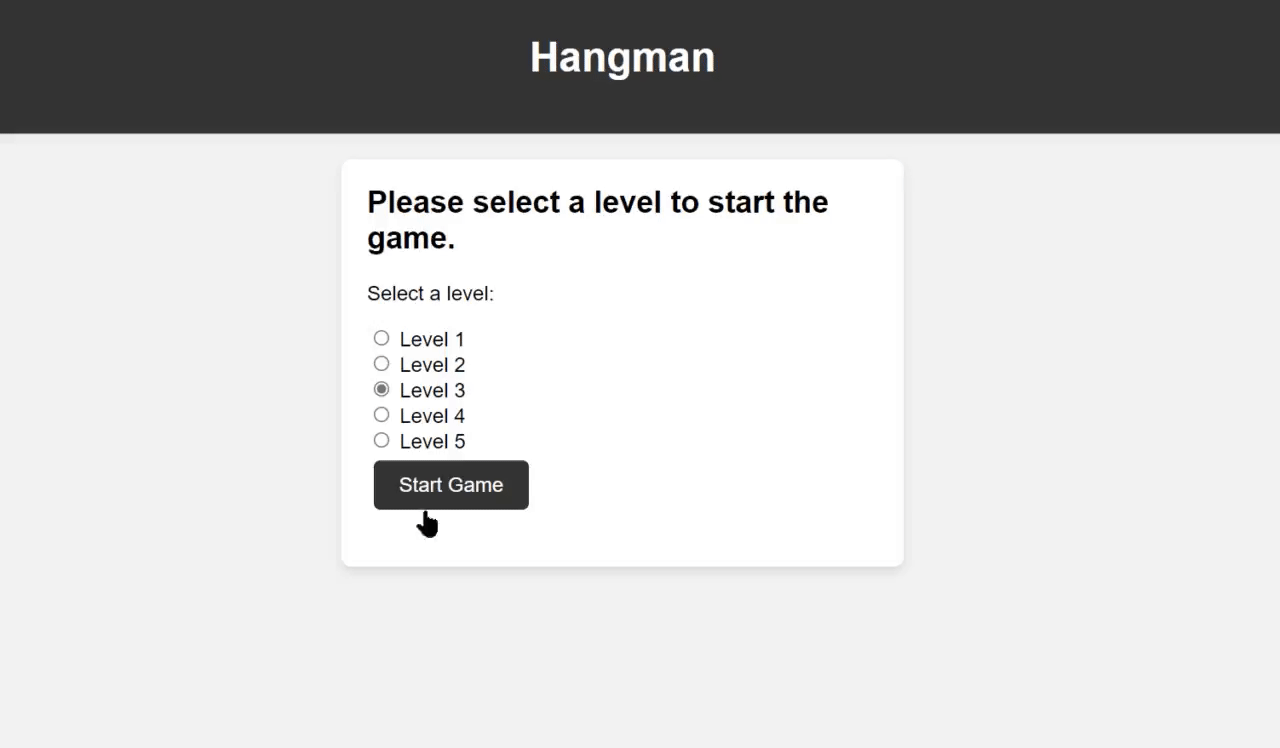 Hangman
Please select a level to start the
game.
Select a level:
Level 1
Level 2
Level 3
Level 4
Level 5
Start Game